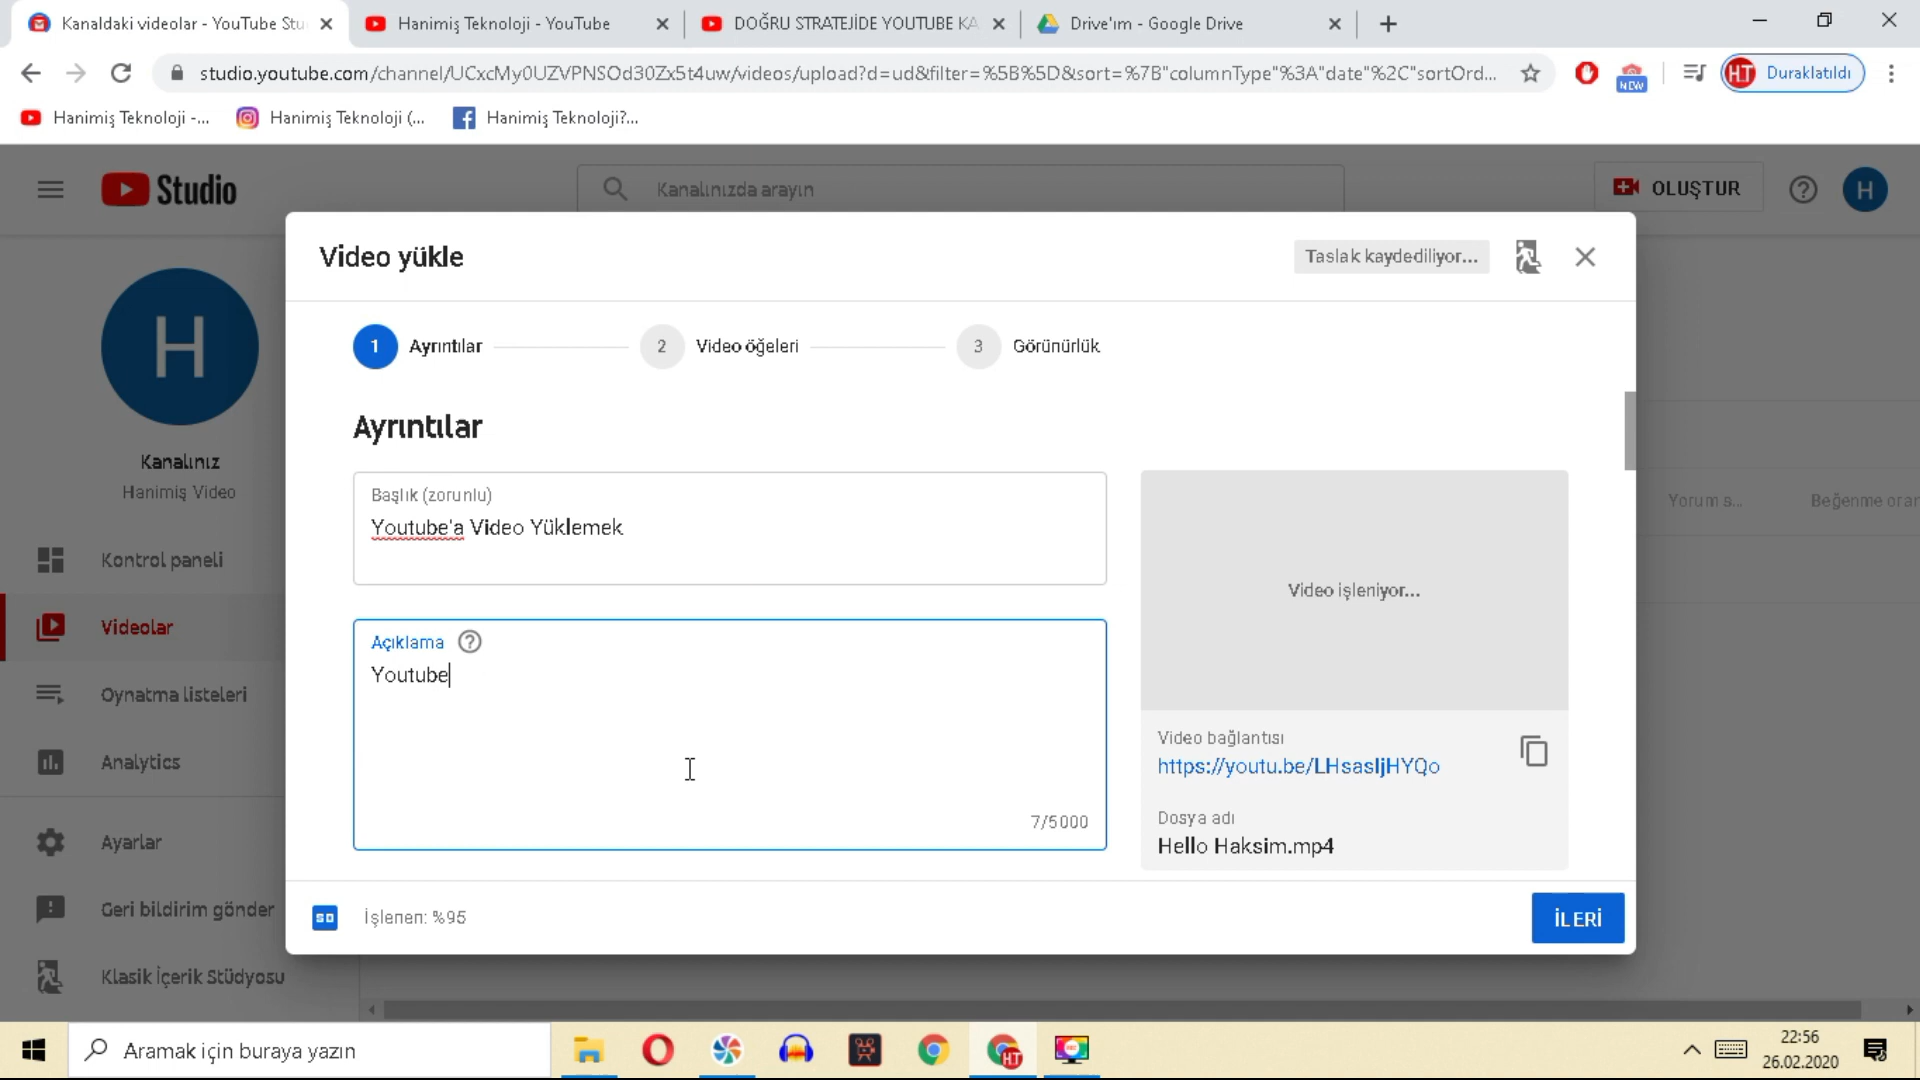 Kanaldaki videolar - YouTube Stu
Hanimiş Teknoloji - YouTube
DOĞRU STRATEJİDE YOUTUBE KA
Drive'ım - Google Drive
studio.youtube.com/channel/UCxcMy0UZVPNSOd30Zx5t4uw/videos/upload?d=ud&filter=%5B%5D&sort=%7B"columnType"%3A"date"%2C"sortOrd...
NEW
HT
Duraklatıldı
Hanimiş Teknoloji -...
Hanimiş Teknoloji (...
Hanimiş Teknoloji?...
Studio
Kanalınızda arayın
OLUŞTUR
H
Video yükle
Taslak kaydediliyor...
H
1 Ayrıntılar
2 Video öğeleri
3 Görünürlük
Ayrıntılar
Kanalınız
Hanimiş Video
Başlık (zorunlu)
Youtube'a Video Yüklemek
Yorum s...
Beğenme orar
Kontrol paneli
Video işleniyor...
Videolar
Açıklama
Youtube
Oynatma listeleri
Analytics
Video bağlantısı
https://youtu.be/LHsasIjHYQo
7/5000
Dosya adı
Hello Haksim.mp4
Ayarlar
Geri bildirim gönder
SD
İşlenen: %95
İLERİ
Klasik İçerik Stüdyosu
Aramak için buraya yazın
HT
22:56
26.02.2020